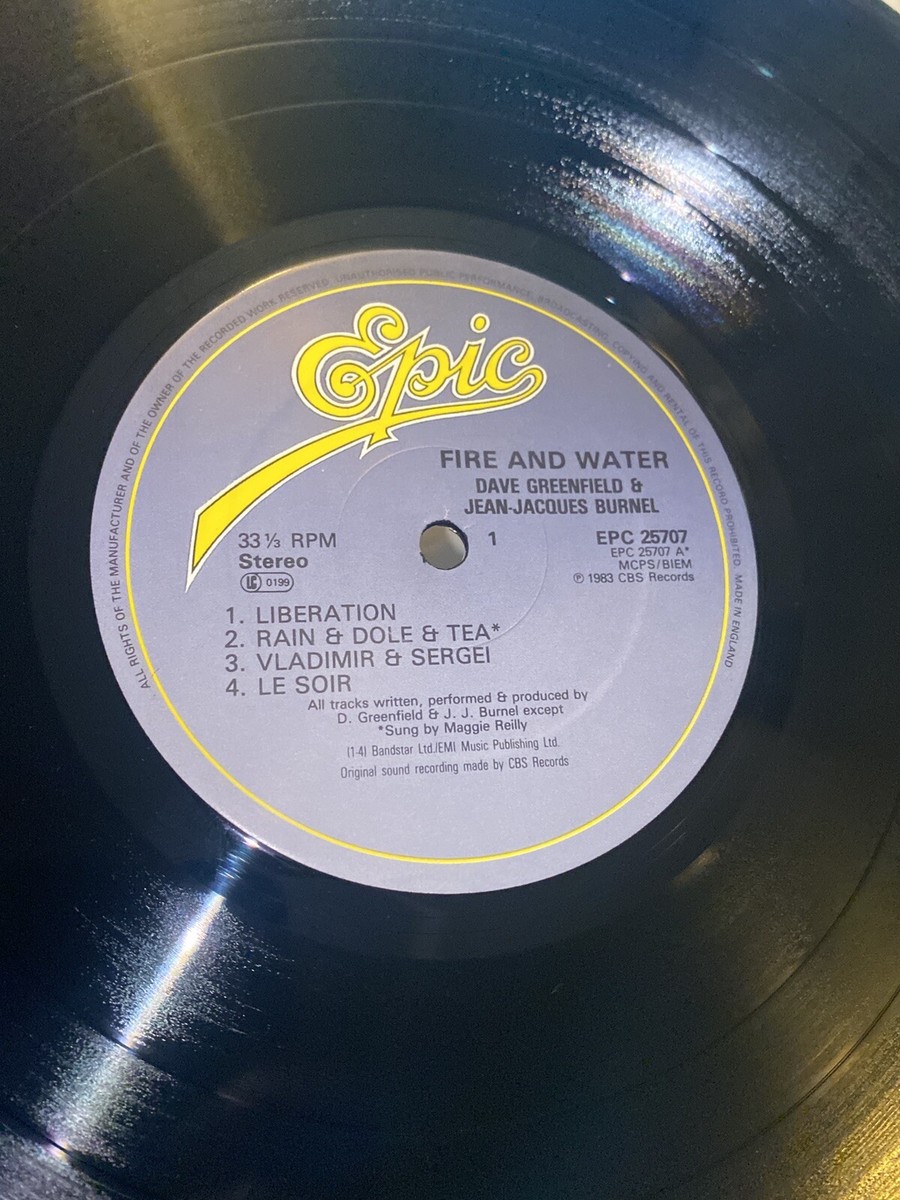 ALL RIGHTS OF THE MANUFACTURER AND OF THE OWNER OF THE RECORDED WORK RESERVED. UNAUTHORISED PUBLIC PERFORMANCE, BROADCASTING, COPYING AND RENTAL OF THIS RECORD PROHIBITED. MADE IN ENGLAND
Epic
FIRE AND WATER
DAVE GREENFIELD &
JEAN-JACQUES BURNEL
33 ⅓ RPM
Stereo
LC 0199
1
EPC 25707
EPC 25707 A*
MCPS/BIEM
℗ 1983 CBS Records
1. LIBERATION
2. RAIN & DOLE & TEA*
3. VLADIMIR & SERGEI
4. LE SOIR
All tracks written, performed & produced by
D. Greenfield & J. J. Burnel except
*Sung by Maggie Reilly
(1-4) Bandstar Ltd./EMI Music Publishing Ltd.
Original sound recording made by CBS Records